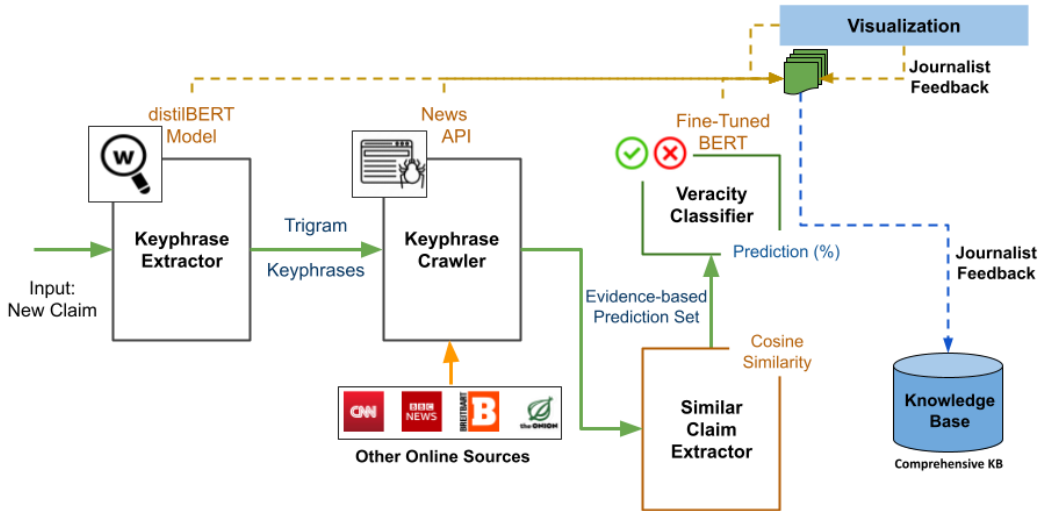 Visualization
Journalist
Feedback
distilBERT
Model
News
API
Fine-Tuned
BERT
W
Keyphrase
Extractor
Trigram
Keyphrases
Keyphrase
Crawler
Veracity
Classifier
Prediction (%)
Journalist
Feedback
Input:
New Claim
Evidence-based
Prediction Set
Cosine
Similarity
CNN
BBC
NEWS
BREITBART
B
the ONION
Other Online Sources
Similar
Claim
Extractor
Knowledge
Base
Comprehensive KB